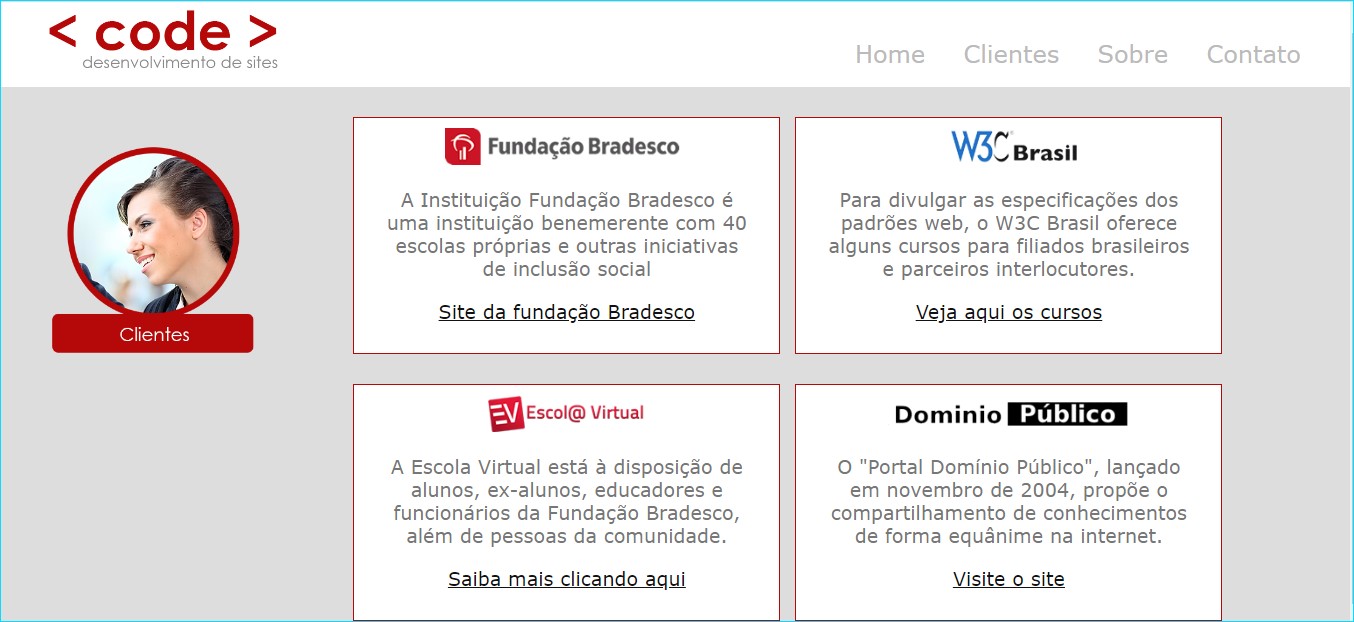 < code >
desenvolvimento de sites
Home Clientes Sobre Contato
Clientes
Fundação Bradesco
A Instituição Fundação Bradesco é
uma instituição benemerente com 40
escolas próprias e outras iniciativas
de inclusão social
Site da fundação Bradesco
W3C Brasil
Para divulgar as especificações dos
padrões web, o W3C Brasil oferece
alguns cursos para filiados brasileiros
e parceiros interlocutores.
Veja aqui os cursos
EV Escol@ Virtual
A Escola Virtual está à disposição de
alunos, ex-alunos, educadores e
funcionários da Fundação Bradesco,
além de pessoas da comunidade.
Saiba mais clicando aqui
Dominio Público
O "Portal Domínio Público", lançado
em novembro de 2004, propõe o
compartilhamento de conhecimentos
de forma equânime na internet.
Visite o site